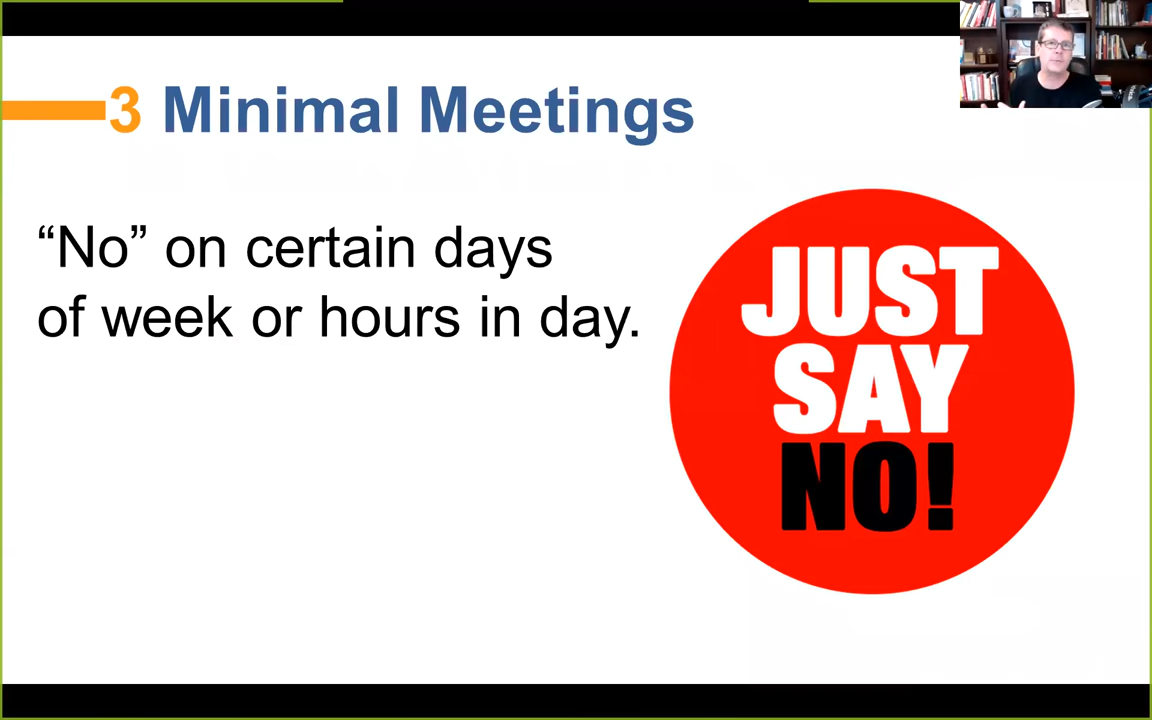 3 Minimal Meetings
“No” on certain days
of week or hours in day.
JUST
SAY
NO!